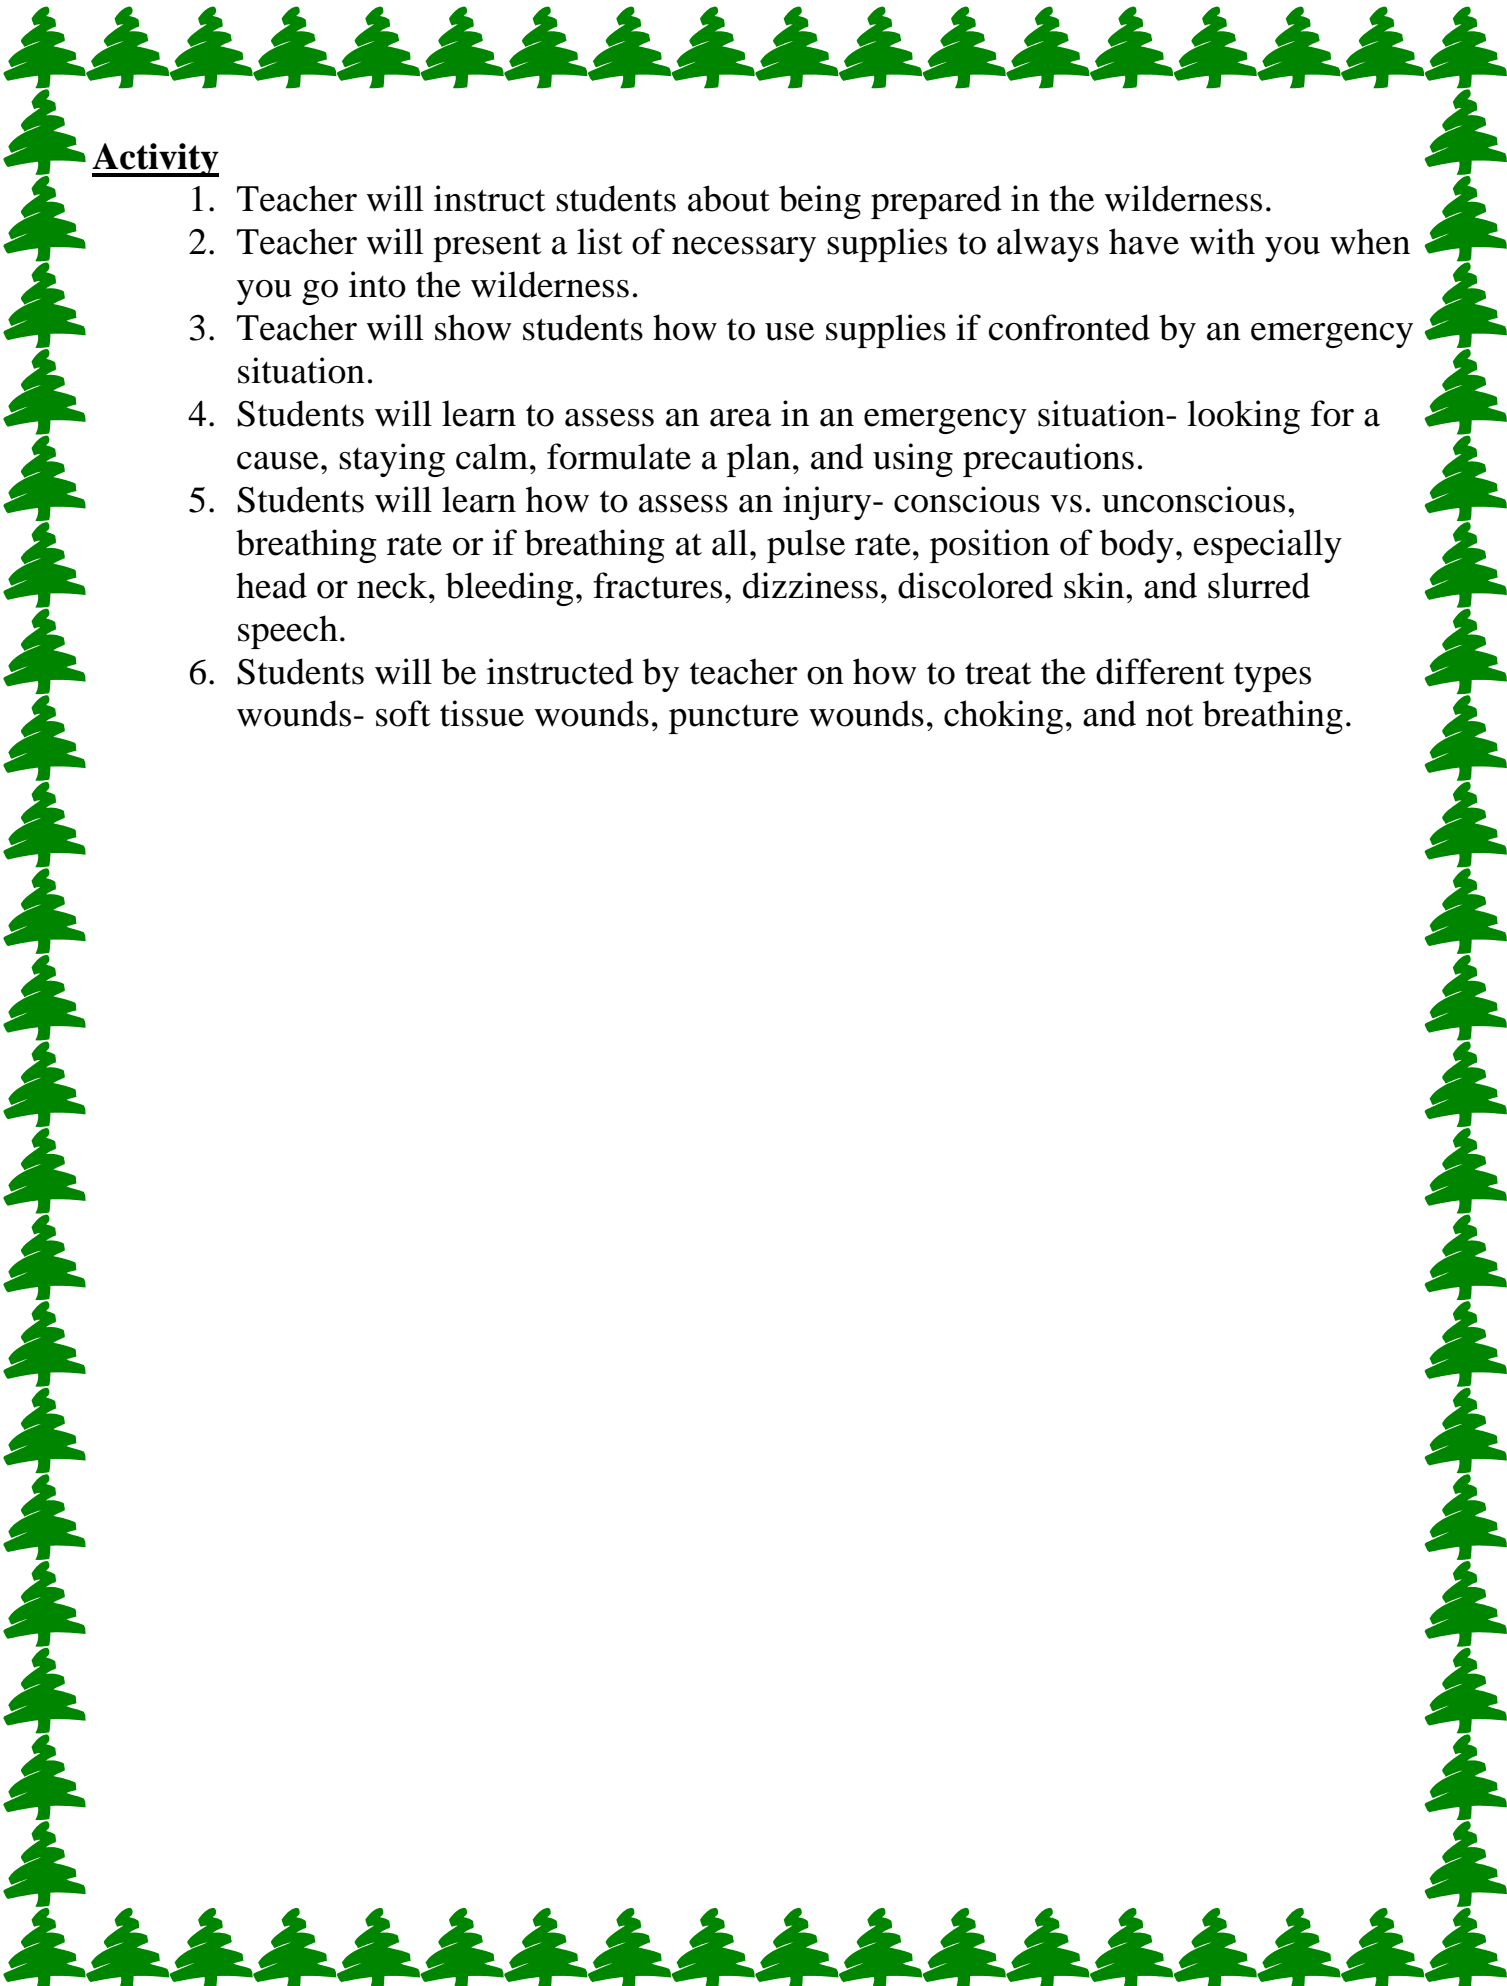 Activity
1. Teacher will instruct students about being prepared in the wilderness.
2. Teacher will present a list of necessary supplies to always have with you when
you go into the wilderness.
3. Teacher will show students how to use supplies if confronted by an emergency
situation.
4. Students will learn to assess an area in an emergency situation- looking for a
cause, staying calm, formulate a plan, and using precautions.
5. Students will learn how to assess an injury- conscious vs. unconscious,
breathing rate or if breathing at all, pulse rate, position of body, especially
head or neck, bleeding, fractures, dizziness, discolored skin, and slurred
speech.
6. Students will be instructed by teacher on how to treat the different types
wounds- soft tissue wounds, puncture wounds, choking, and not breathing.